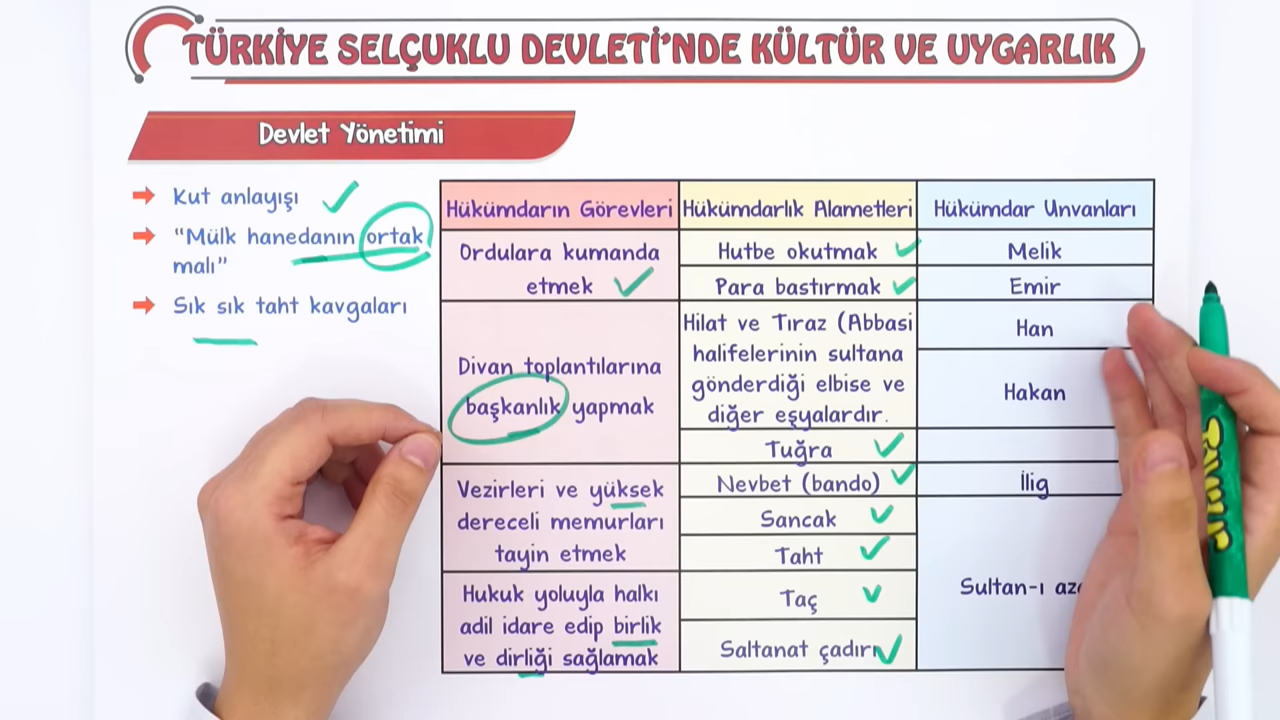 TÜRKİYE SELÇUKLU DEVLETİ'NDE KÜLTÜR VE UYGARLIK
Devlet Yönetimi
Kut anlayışı
"Mülk hanedanın ortak
malı"
Sık sık taht kavgaları
Hükümdarın Görevleri
Ordulara kumanda
etmek
Divan toplantılarına
başkanlık yapmak
Vezirleri ve yüksek
dereceli memurları
tayin etmek
Hukuk yoluyla halkı
adil idare edip birlik
ve dirliği sağlamak
Hükümdarlık Alametleri
Hutbe okutmak
Para bastırmak
Hilat ve Tıraz (Abbasi
halifelerinin sultana
gönderdiği elbise ve
diğer eşyalardır.
Tuğra
Nevbet (bando)
Sancak
Taht
Taç
Saltanat çadırı
Hükümdar Unvanları
Melik
Emir
Han
Hakan
İlig
Sultan-ı